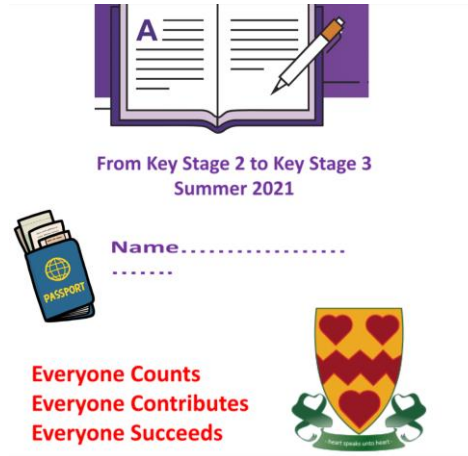 A
From Key Stage 2 to Key Stage 3
Summer 2021
Name..................
.......
PASSPORT
Everyone Counts
Everyone Contributes
Everyone Succeeds
- heart speaks unto heart -